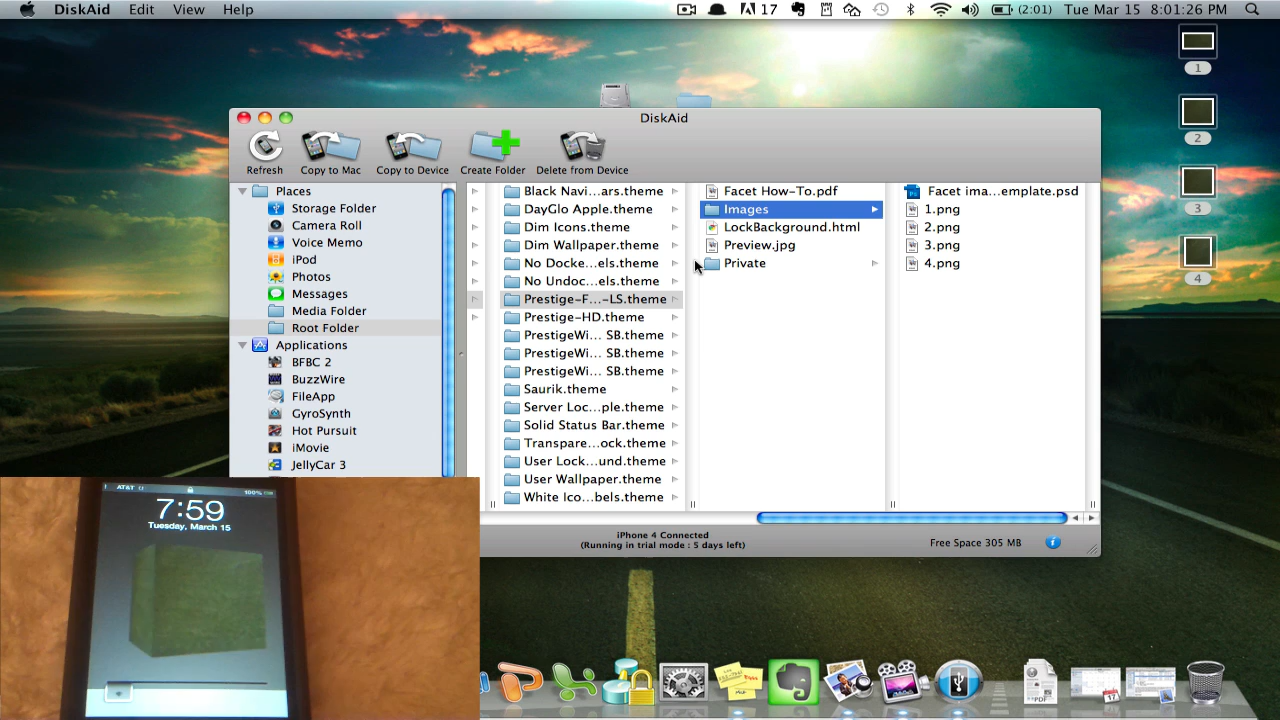 DiskAid Edit View Help 17 (2:01) Tue Mar 15 8:01:26 PM
1
2
3
4
DiskAid
Refresh Copy to Mac Copy to Device Create Folder Delete from Device
Places
Storage Folder
Camera Roll
Voice Memo
iPod
Photos
Messages
Media Folder
Root Folder
Applications
BFBC 2
BuzzWire
FileApp
GyroSynth
Hot Pursuit
iMovie
JellyCar 3
Black Navi...ars.theme
DayGlo Apple.theme
Dim Icons.theme
Dim Wallpaper.theme
No Docke...els.theme
No Undoc...els.theme
Prestige-F...-LS.theme
Prestige-HD.theme
PrestigeWi... SB.theme
PrestigeWi... SB.theme
PrestigeWi... SB.theme
Saurik.theme
Server Loc...ple.theme
Solid Status Bar.theme
Transpare...ock.theme
User Lock...und.theme
User Wallpaper.theme
White Ico...bels.theme
Facet How-To.pdf
Images
LockBackground.html
Preview.jpg
Private
Facet ima...emplate.psd
1.png
2.png
3.png
4.png
iPhone 4 Connected
(Running in trial mode : 5 days left)
Free Space 305 MB
AT&T 100%
7:59
Tuesday, March 15
PDF
17